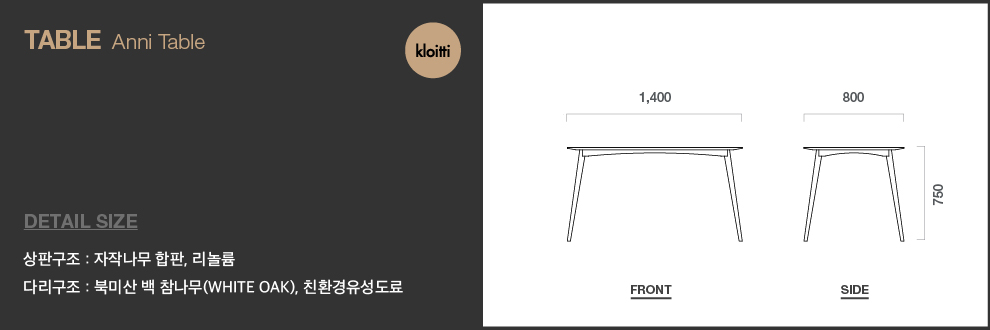 TABLE Anni Table
kloitti
DETAIL SIZE
상판구조 : 자작나무 합판, 리놀륨
다리구조 : 북미산 백 참나무(WHITE OAK), 친환경유성도료
1,400
800
750
FRONT
SIDE